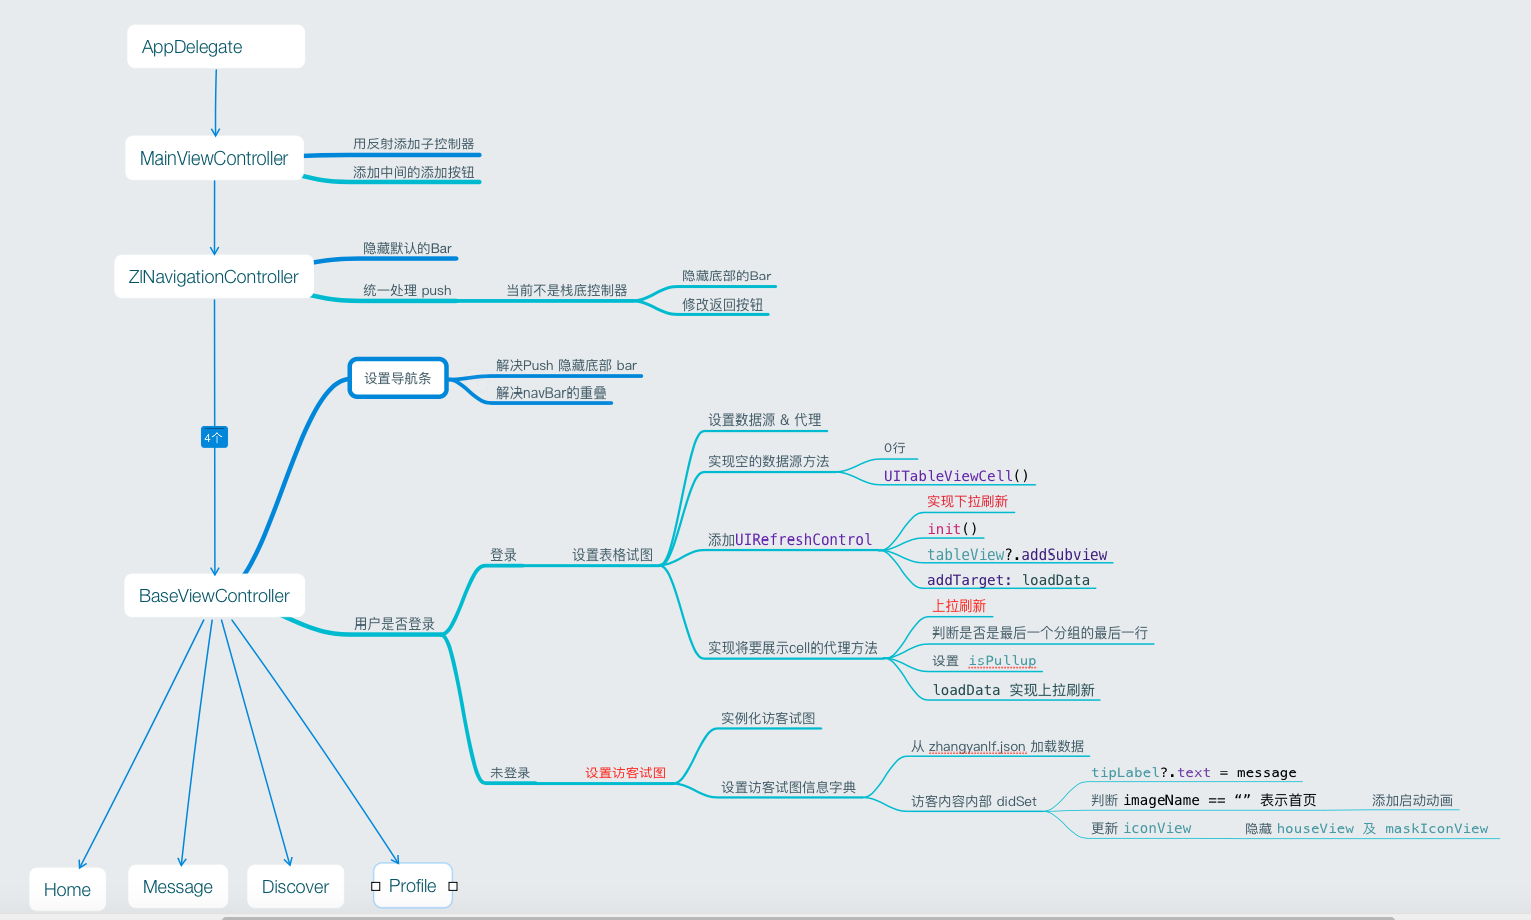 AppDelegate
MainViewController
用反射添加子控制器
添加中间的添加按钮
ZINavigationController
隐藏默认的Bar
统一处理 push
当前不是栈底控制器
隐藏底部的Bar
修改返回按钮
设置导航条
解决Push 隐藏底部 bar
解决navBar的重叠
4个
BaseViewController
用户是否登录
登录
设置表格试图
设置数据源 & 代理
实现空的数据源方法
0行
UITableViewCell()
添加UIRefreshControl
实现下拉刷新
init()
tableView?.addSubview
addTarget: loadData
实现将要展示cell的代理方法
上拉刷新
判断是否是最后一个分组的最后一行
设置 isPullup
loadData 实现上拉刷新
未登录
设置访客试图
实例化访客试图
设置访客试图信息字典
从 zhangyanlf.json 加载数据
访客内容内部 didSet
tipLabel?.text = message
判断 imageName == “” 表示首页
添加启动动画
更新 iconView
隐藏 houseView 及 maskIconView
Home
Message
Discover
Profile